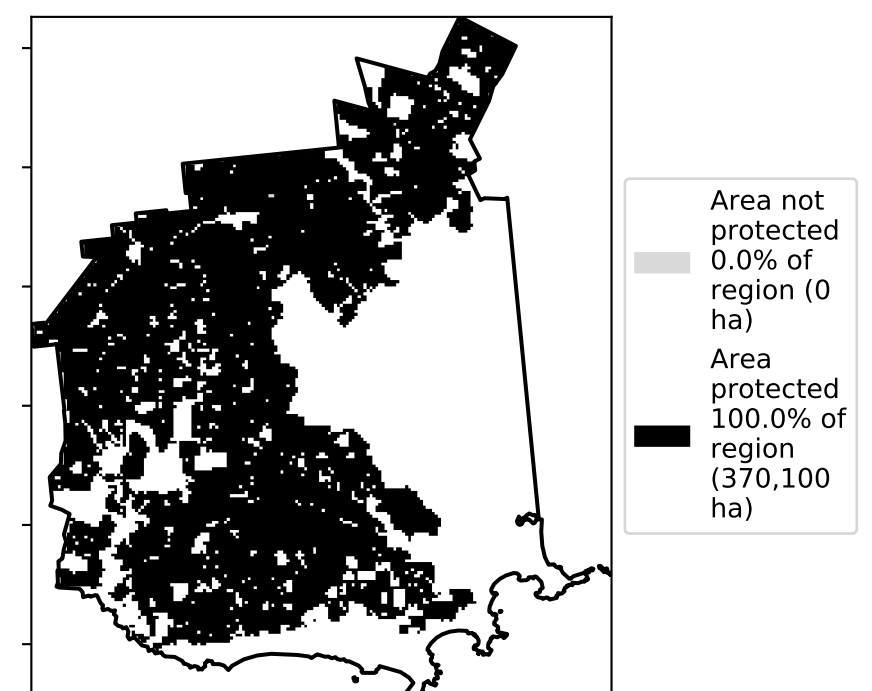 Area not
protected
0.0% of
region (0
ha)
Area
protected
100.0% of
region
(370,100
ha)